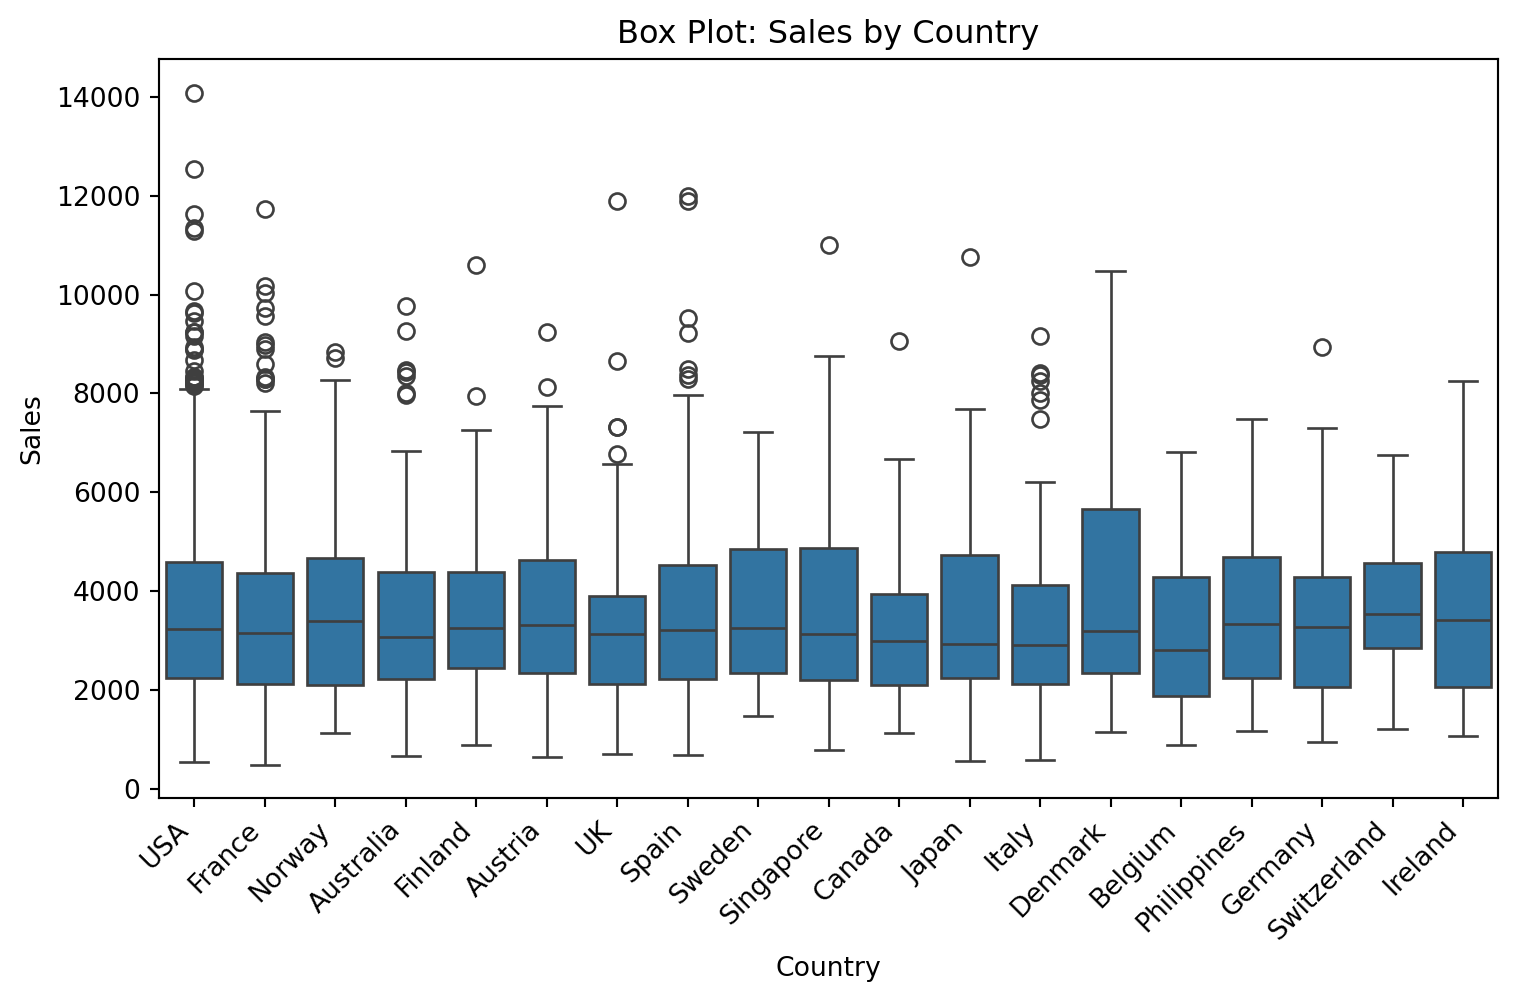 Box Plot: Sales by Country
14000
12000
10000
8000
6000
4000
2000
0
Sales
USA
France
Norway
Australia
Finland
Austria
UK
Spain
Sweden
Singapore
Canada
Japan
Italy
Denmark
Belgium
Philippines
Germany
Switzerland
Ireland
Country